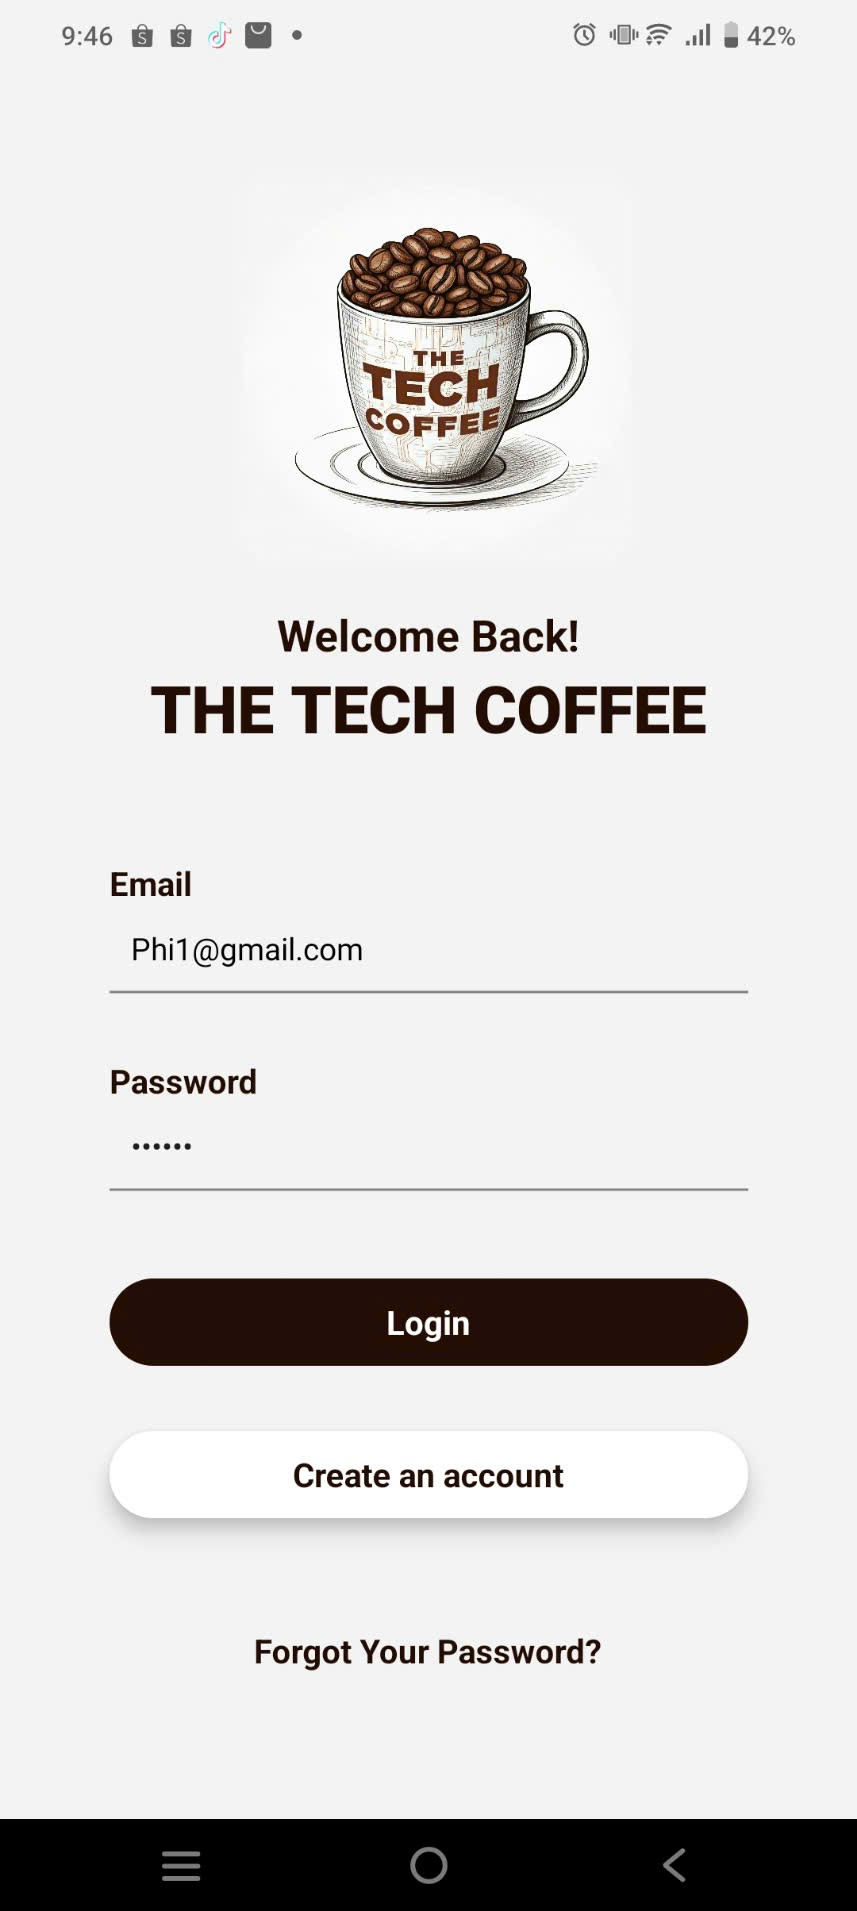 9:46 42%
THE
TECH
COFFEE
Welcome Back!
THE TECH COFFEE
Email
Phi1@gmail.com
Password
••••••
Login
Create an account
Forgot Your Password?